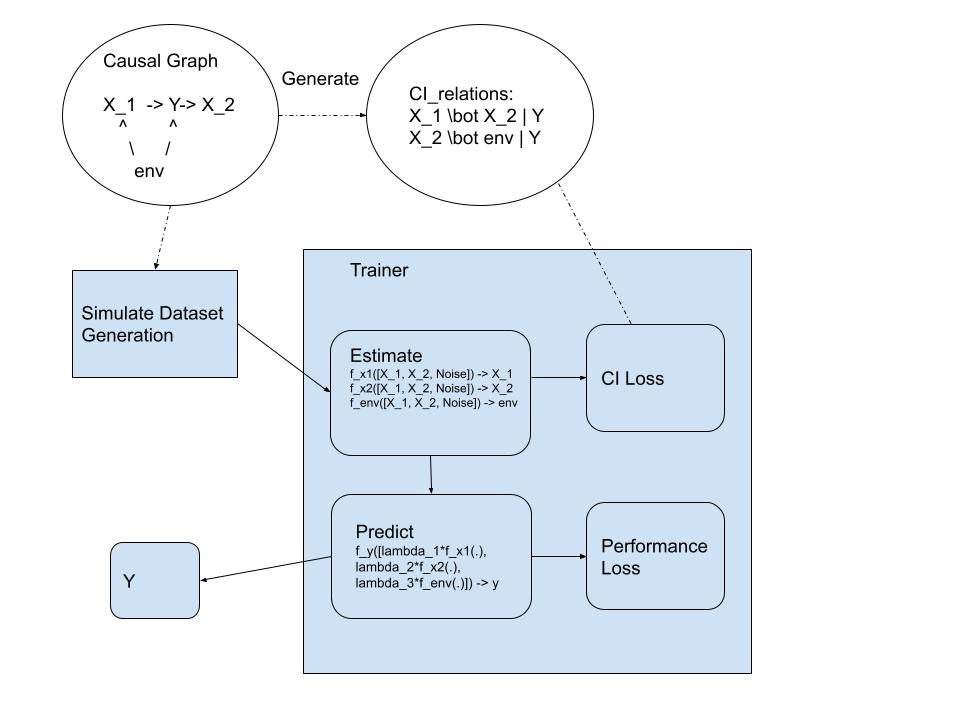 Causal Graph
X_1 -> Y-> X_2
^ ^
\ /
env
Generate
CI_relations:
X_1 \bot X_2 | Y
X_2 \bot env | Y
Simulate Dataset
Generation
Trainer
Estimate
f_x1([X_1, X_2, Noise]) -> X_1
f_x2([X_1, X_2, Noise]) -> X_2
f_env([X_1, X_2, Noise]) -> env
CI Loss
Predict
f_y([lambda_1*f_x1(.),
lambda_2*f_x2(.),
lambda_3*f_env(.)]) -> y
Performance
Loss
Y